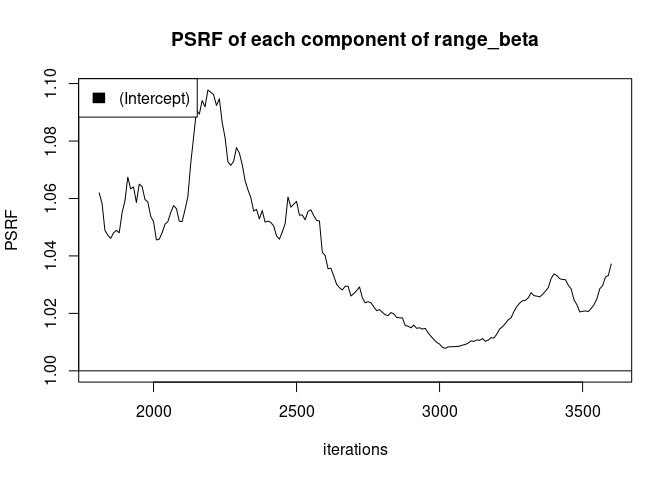 PSRF of each component of range_beta
(Intercept)
PSRF
1.10
1.08
1.06
1.04
1.02
1.00
2000 2500 3000 3500
iterations